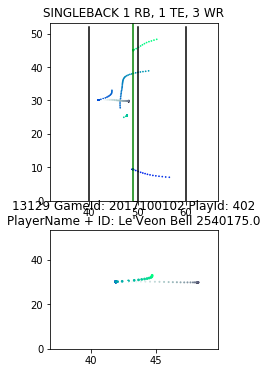 SINGLEBACK 1 RB, 1 TE, 3 WR
50
40
30
20
10
0
40 50 60
13129 GameId: 2017100102 PlayId: 402
PlayerName + ID: Le'Veon Bell 2540175.0
40
20
0
40 45